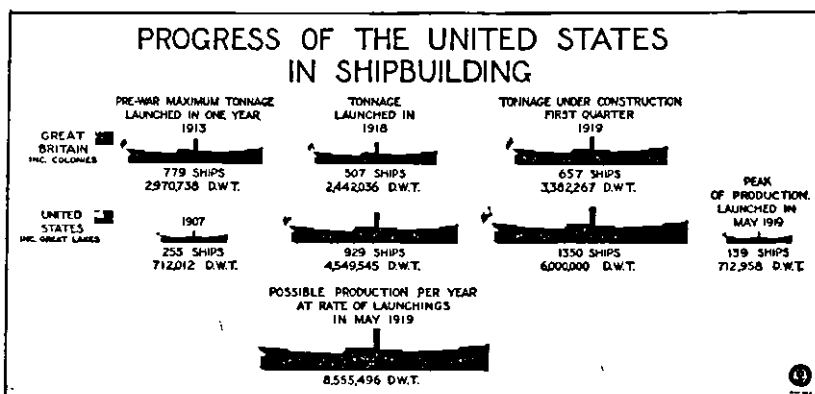 PROGRESS OF THE UNITED STATES
IN SHIPBUILDING
PRE-WAR MAXIMUM TONNAGE
LAUNCHED IN ONE YEAR
1913
TONNAGE
LAUNCHED IN
1918
TONNAGE UNDER CONSTRUCTION
FIRST QUARTER
1919
GREAT
BRITAIN
INC. COLONIES
779 SHIPS
2,970,738 D.W.T.
507 SHIPS
2,442,036 D.W.T.
657 SHIPS
3,382,267 D.W.T.
UNITED
STATES
INC. GREAT LAKES
1907
255 SHIPS
712,012 D.W.T.
929 SHIPS
4,549,545 D.W.T.
1350 SHIPS
6,000,000 D.W.T.
PEAK
OF PRODUCTION.
LAUNCHED IN
MAY 1919
139 SHIPS
712,958 D.W.T.
POSSIBLE PRODUCTION PER YEAR
AT RATE OF LAUNCHINGS
IN MAY 1919
8,555,496 D.W.T.